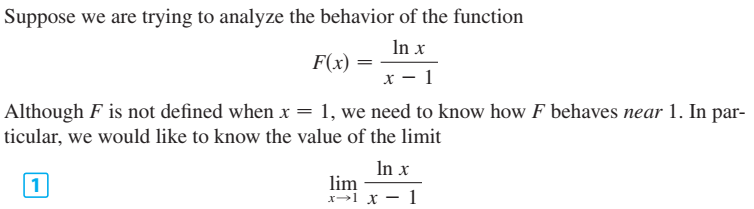 Suppose we are trying to analyze the behavior of the function
F(x) = ln x / x − 1
Although F is not defined when x = 1, we need to know how F behaves near 1. In par-
ticular, we would like to know the value of the limit
1 lim x→1 ln x / x − 1